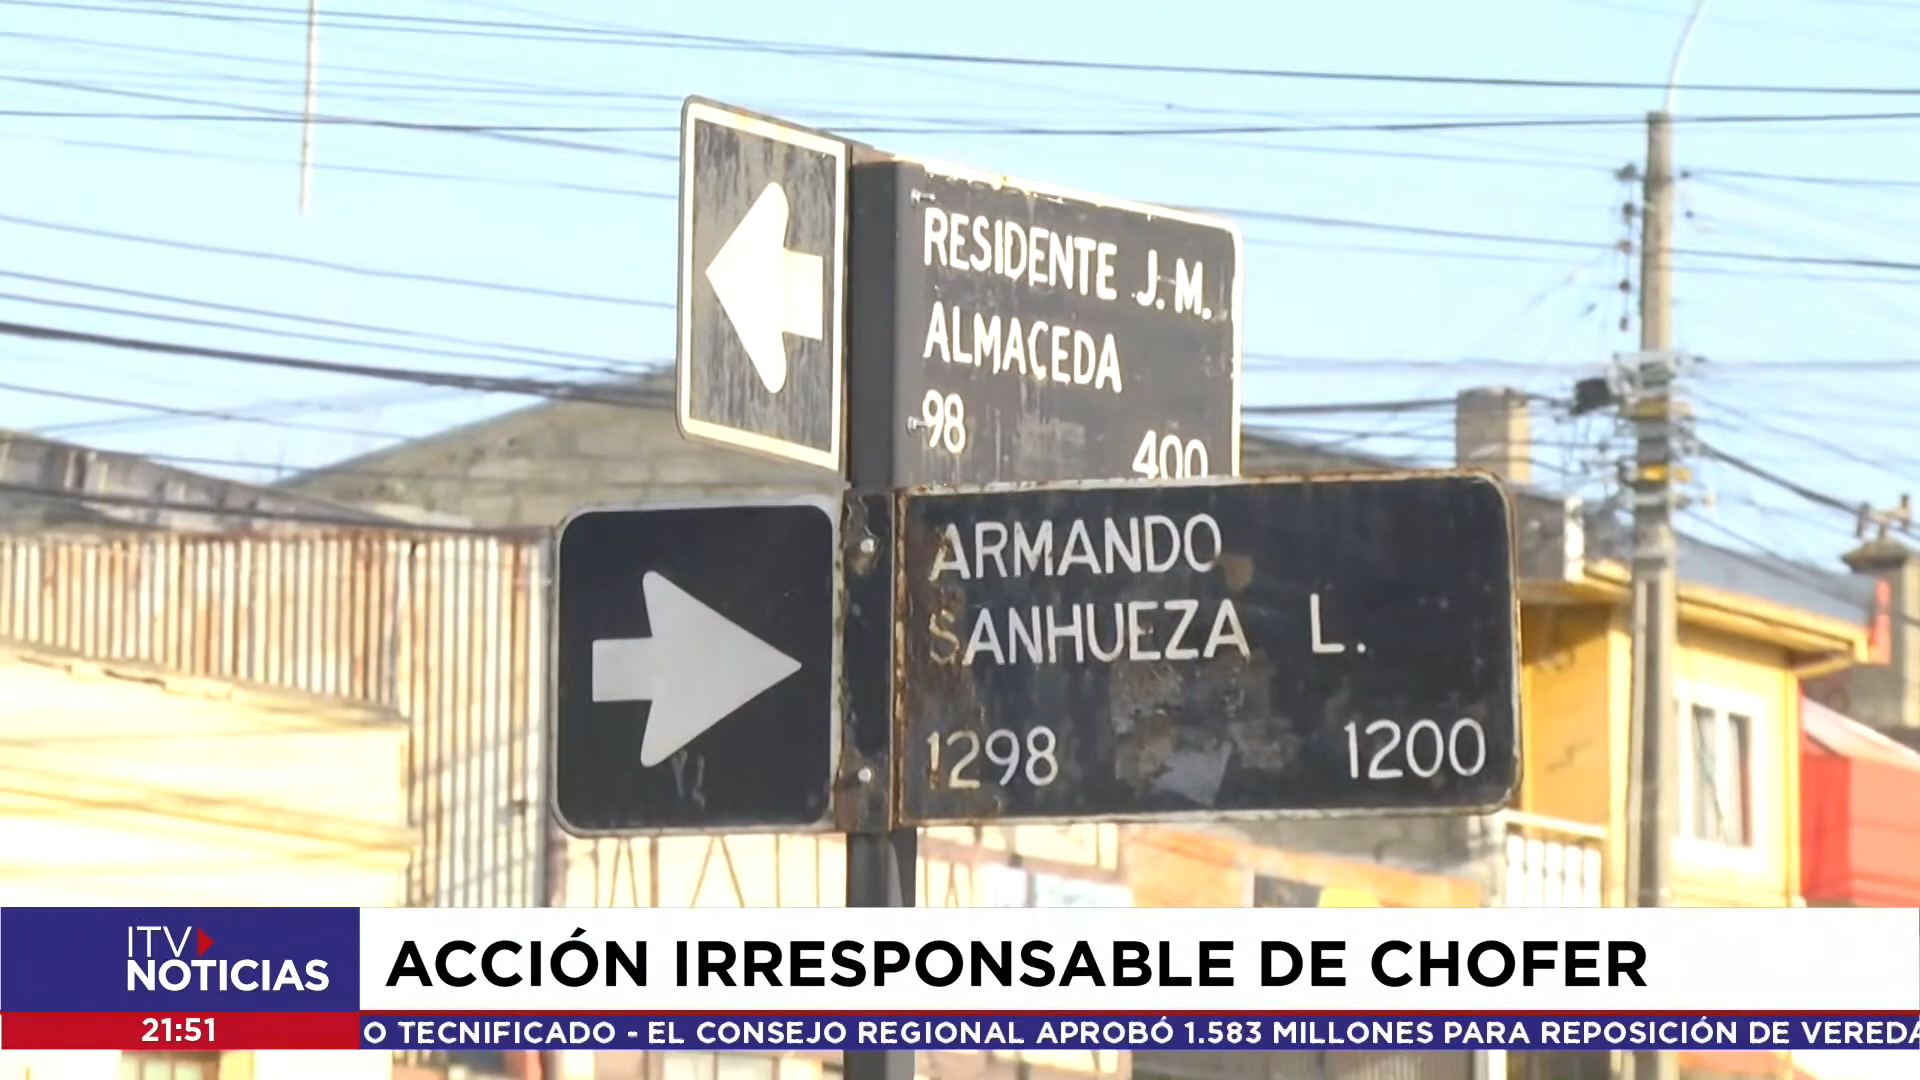 RESIDENTE J. M.
ALMACEDA
98 400
ARMANDO
SANHUEZA L.
1298 1200
ITV
NOTICIAS
ACCIÓN IRRESPONSABLE DE CHOFER
21:51
O TECNIFICADO - EL CONSEJO REGIONAL APROBÓ 1.583 MILLONES PARA REPOSICIÓN DE VEREDA